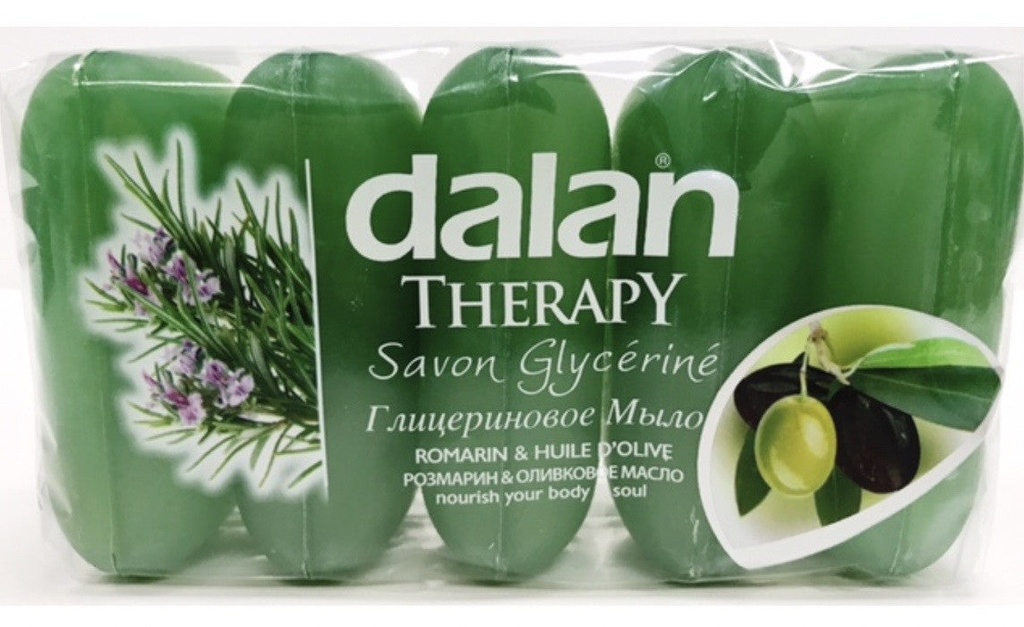 dalan®
THERAPY
Savon Glycériné
Глицериновое Мыло
ROMARIN & HUILE D'OLIVE
РОЗМАРИН & ОЛИВКОВОЕ МАСЛО
nourish your body soul